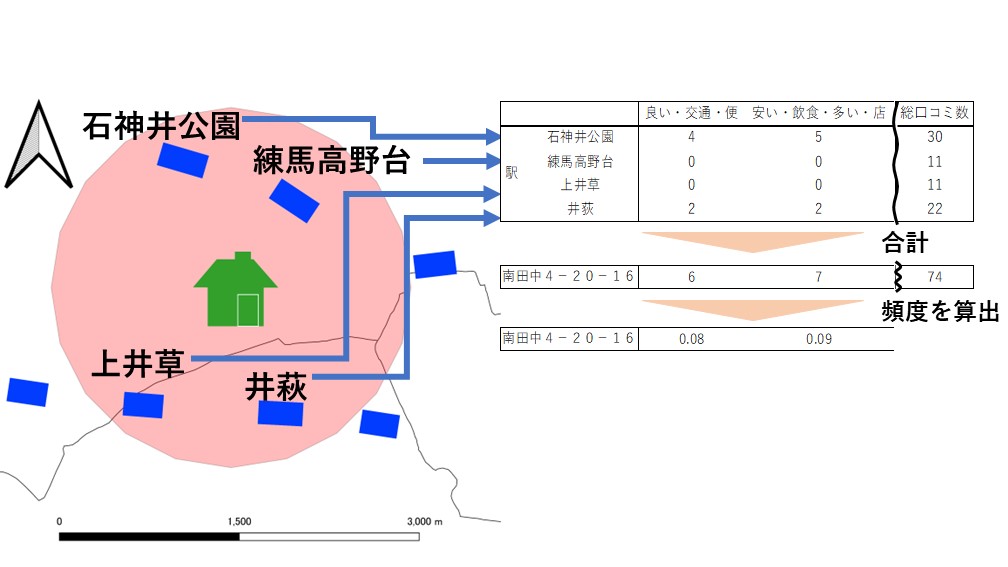 石神井公園
練馬高野台
上井草
井萩
0 1,500 3,000 m
良い・交通・便 安い・飲食・多い・店 総口コミ数
駅
石神井公園 4 5 30
練馬高野台 0 0 11
上井草 0 0 11
井荻 2 2 22
合計
南田中4-20-16 6 7 74
頻度を算出
南田中4-20-16 0.08 0.09